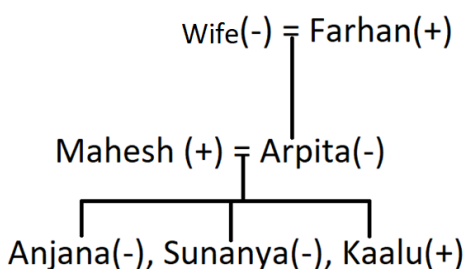 Wife(-) = Farhan(+)
Mahesh (+) = Arpita(-)
Anjana(-), Sunanya(-), Kaalu(+)